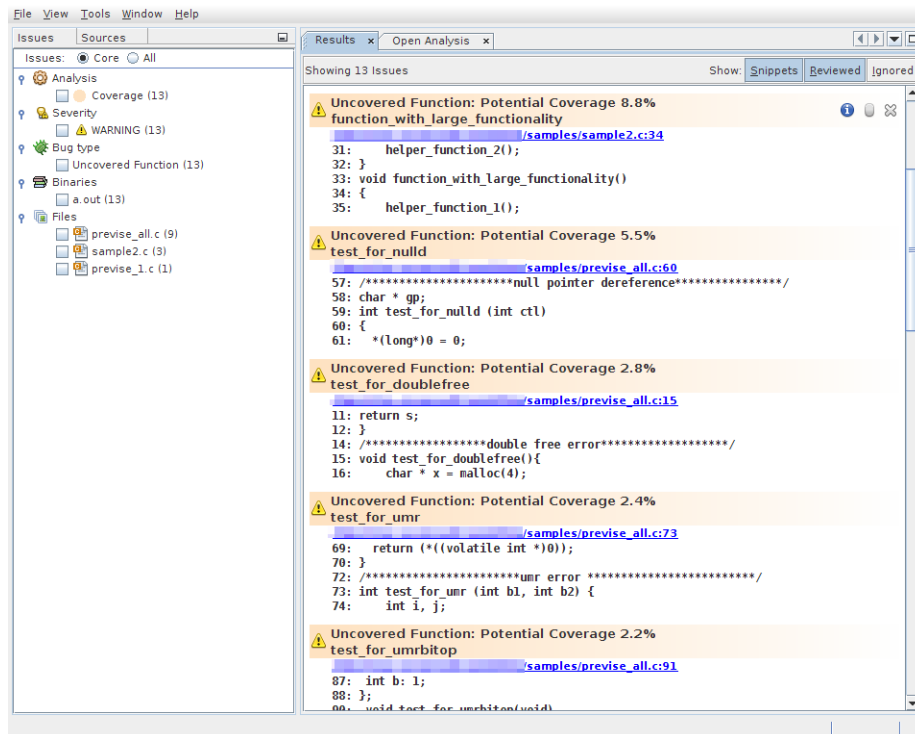 File View Tools Window Help
Issues Sources
Issues: Core All
Analysis
Coverage (13)
Severity
WARNING (13)
Bug type
Uncovered Function (13)
Binaries
a.out (13)
Files
previse_all.c (9)
sample2.c (3)
previse_1.c (1)
Results x Open Analysis x
Showing 13 Issues Show: Snippets Reviewed Ignored
Uncovered Function: Potential Coverage 8.8%
function_with_large_functionality
/samples/sample2.c:34
31: helper_function_2();
32: }
33: void function_with_large_functionality()
34: {
35: helper_function_1();
Uncovered Function: Potential Coverage 5.5%
test_for_nulld
/samples/previse_all.c:60
57: /**********************null pointer dereference****************/
58: char * gp;
59: int test_for_nulld (int ctl)
60: {
61: *(long*)0 = 0;
Uncovered Function: Potential Coverage 2.8%
test_for_doublefree
/samples/previse_all.c:15
11: return s;
12: }
14: /******************double free error*******************/
15: void test_for_doublefree(){
16: char * x = malloc(4);
Uncovered Function: Potential Coverage 2.4%
test_for_umr
/samples/previse_all.c:73
69: return (*((volatile int *)0));
70: }
72: /***********************umr error *************************/
73: int test_for_umr (int b1, int b2) {
74: int i, j;
Uncovered Function: Potential Coverage 2.2%
test_for_umrbitop
/samples/previse_all.c:91
87: int b: 1;
88: };
90: void test_for_umrbitop(void)